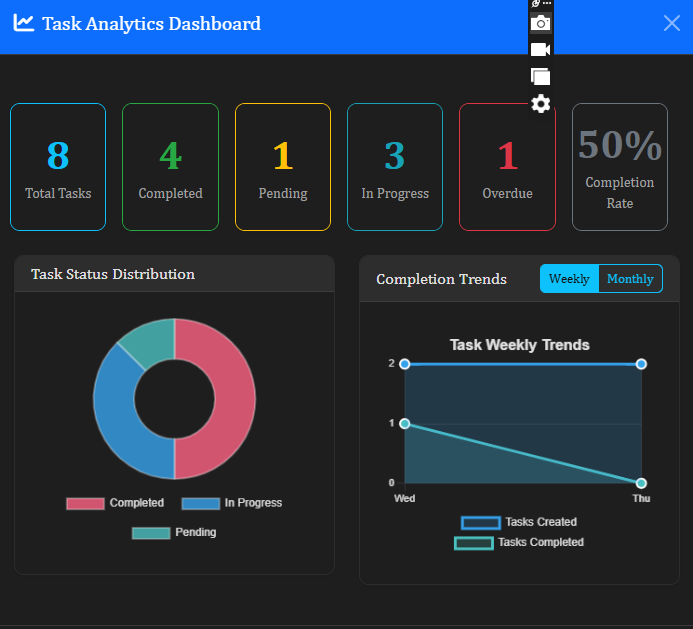 Task Analytics Dashboard
8
Total Tasks
4
Completed
1
Pending
3
In Progress
1
Overdue
50%
Completion
Rate
Task Status Distribution
Completed
In Progress
Pending
Completion Trends
Weekly
Monthly
Task Weekly Trends
2
1
0
Wed
Thu
Tasks Created
Tasks Completed